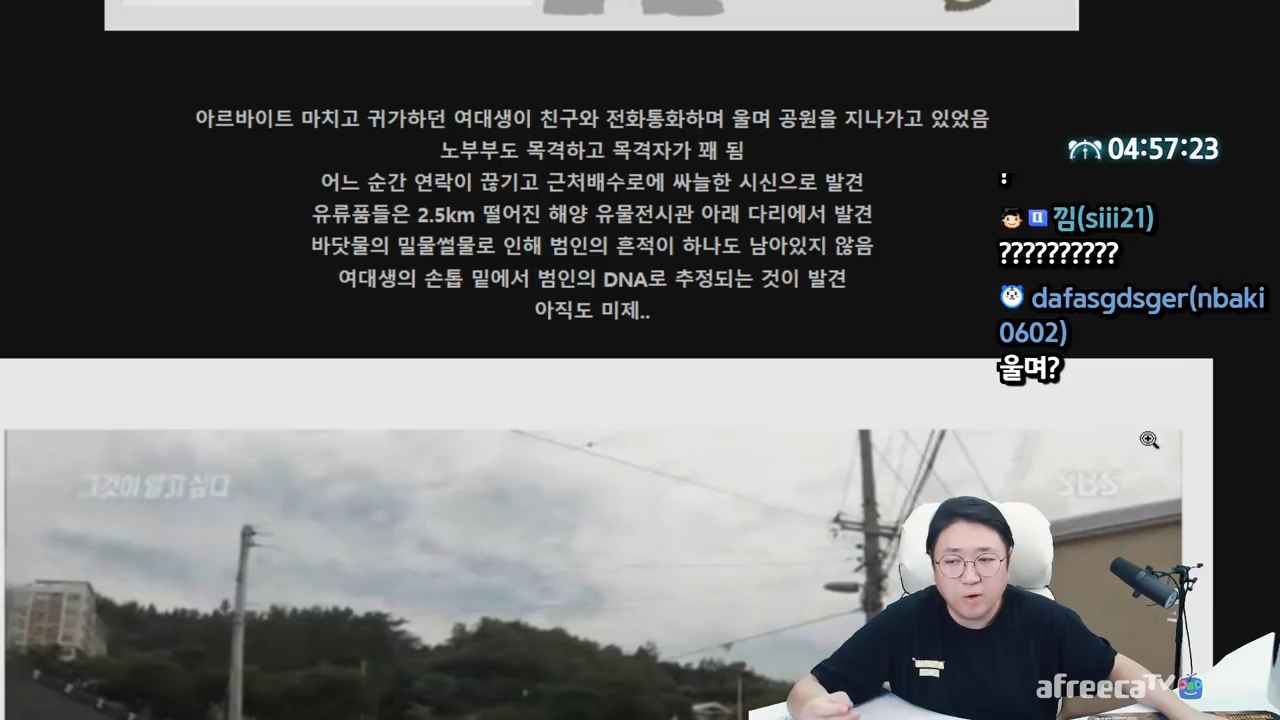 아르바이트 마치고 귀가하던 여대생이 친구와 전화통화하며 울며 공원을 지나가고 있었음
노부부도 목격하고 목격자가 꽤 됨
어느 순간 연락이 끊기고 근처배수로에 싸늘한 시신으로 발견
유류품들은 2.5km 떨어진 해양 유물전시관 아래 다리에서 발견
바닷물의 밀물썰물로 인해 범인의 흔적이 하나도 남아있지 않음
여대생의 손톱 밑에서 범인의 DNA로 추정되는 것이 발견
아직도 미제..
04:57:23
:
낌(siii21)
??????????
dafasgdsger(nbaki
0602)
울며?
그것이 알고 싶다
SBS
afreecaTV